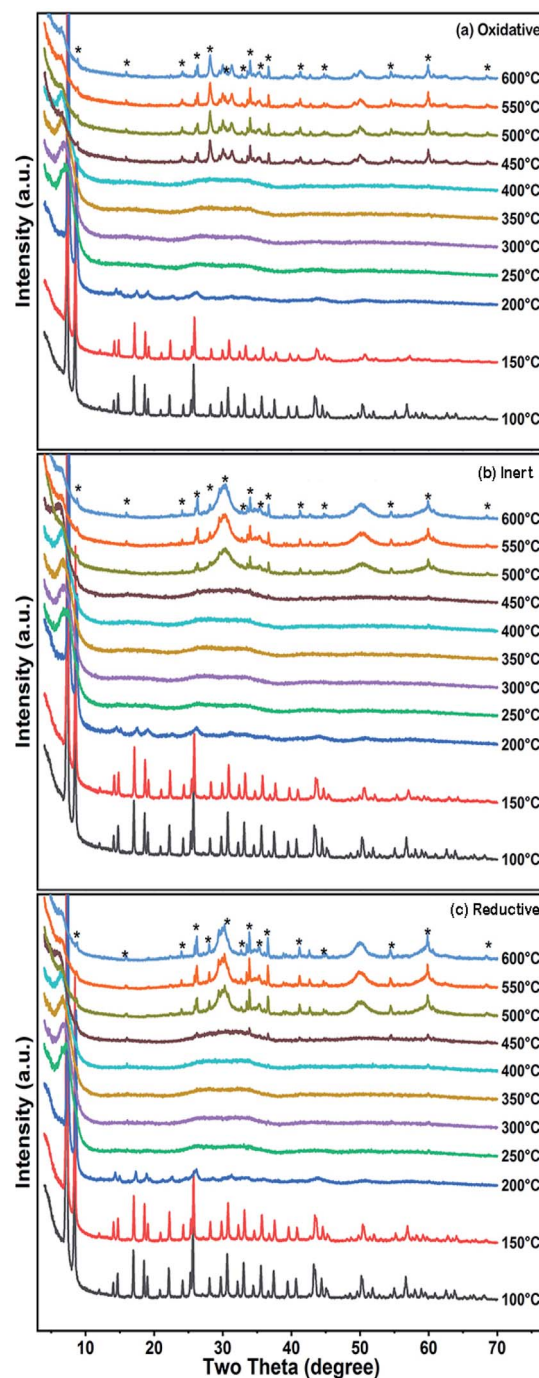 (a) Oxidative
Intensity (a.u.)
* * * * * * * * * * * * * * *
600°C
550°C
500°C
450°C
400°C
350°C
300°C
250°C
200°C
150°C
100°C
(b) Inert
Intensity (a.u.)
* * * * * * * * * * * * * * *
600°C
550°C
500°C
450°C
400°C
350°C
300°C
250°C
200°C
150°C
100°C
(c) Reductive
Intensity (a.u.)
* * * * * * * * * * * * * * *
600°C
550°C
500°C
450°C
400°C
350°C
300°C
250°C
200°C
150°C
100°C
10 20 30 40 50 60 70
Two Theta (degree)